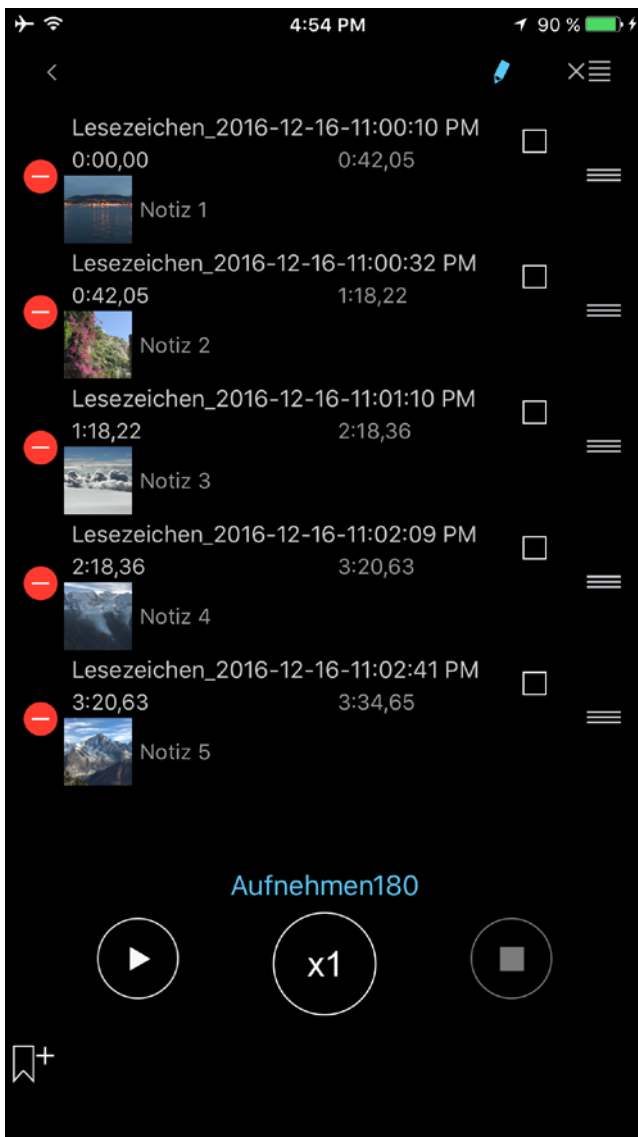 4:54 PM 90 %
Lesezeichen_2016-12-16-11:00:10 PM
0:00,00 0:42,05
Notiz 1
Lesezeichen_2016-12-16-11:00:32 PM
0:42,05 1:18,22
Notiz 2
Lesezeichen_2016-12-16-11:01:10 PM
1:18,22 2:18,36
Notiz 3
Lesezeichen_2016-12-16-11:02:09 PM
2:18,36 3:20,63
Notiz 4
Lesezeichen_2016-12-16-11:02:41 PM
3:20,63 3:34,65
Notiz 5
Aufnehmen180
x1